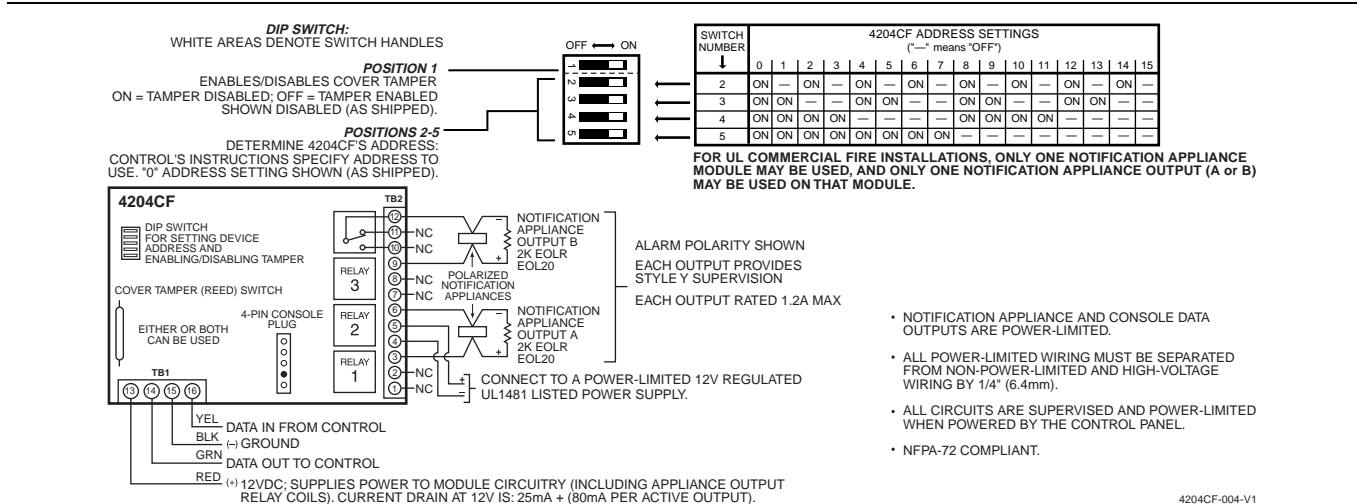 DIP SWITCH:
WHITE AREAS DENOTE SWITCH HANDLES
POSITION 1
ENABLES/DISABLES COVER TAMPER
ON = TAMPER DISABLED; OFF = TAMPER ENABLED
SHOWN DISABLED (AS SHIPPED).
POSITIONS 2-5
DETERMINE 4204CF'S ADDRESS:
CONTROL'S INSTRUCTIONS SPECIFY ADDRESS TO
USE. "0" ADDRESS SETTING SHOWN (AS SHIPPED).
OFF ON
1
2
3
4
5
SWITCH
NUMBER
4204CF ADDRESS SETTINGS
("—" means "OFF")
0 1 2 3 4 5 6 7 8 9 10 11 12 13 14 15
2 ON — ON — ON — ON — ON — ON — ON — ON —
3 ON ON — — ON ON — — ON ON — — ON ON — —
4 ON ON ON ON — — — — ON ON ON ON — — — —
5 ON ON ON ON ON ON ON ON — — — — — — — —
FOR UL COMMERCIAL FIRE INSTALLATIONS, ONLY ONE NOTIFICATION APPLIANCE
MODULE MAY BE USED, AND ONLY ONE NOTIFICATION APPLIANCE OUTPUT (A or B)
MAY BE USED ON THAT MODULE.
4204CF
TB2
DIP SWITCH
FOR SETTING DEVICE
ADDRESS AND
ENABLING/DISABLING TAMPER
COVER TAMPER (REED) SWITCH
EITHER OR BOTH
CAN BE USED
4-PIN CONSOLE
PLUG
RELAY
3
RELAY
2
RELAY
1
12
11 NC
10 NC
9
8 NC
7 NC
6
5
4
3
2 NC
1 NC
TB1
13 14 15 16
– +
NOTIFICATION
APPLIANCE
OUTPUT B
2K EOLR
EOL20
POLARIZED
NOTIFICATION
APPLIANCES
– +
NOTIFICATION
APPLIANCE
OUTPUT A
2K EOLR
EOL20
+
–
CONNECT TO A POWER-LIMITED 12V REGULATED
UL1481 LISTED POWER SUPPLY.
ALARM POLARITY SHOWN
EACH OUTPUT PROVIDES
STYLE Y SUPERVISION
EACH OUTPUT RATED 1.2A MAX
YEL DATA IN FROM CONTROL
BLK (–) GROUND
GRN DATA OUT TO CONTROL
RED (+) 12VDC; SUPPLIES POWER TO MODULE CIRCUITRY (INCLUDING APPLIANCE OUTPUT
RELAY COILS). CURRENT DRAIN AT 12V IS: 25mA + (80mA PER ACTIVE OUTPUT).
• NOTIFICATION APPLIANCE AND CONSOLE DATA
OUTPUTS ARE POWER-LIMITED.
• ALL POWER-LIMITED WIRING MUST BE SEPARATED
FROM NON-POWER-LIMITED AND HIGH-VOLTAGE
WIRING BY 1/4" (6.4mm).
• ALL CIRCUITS ARE SUPERVISED AND POWER-LIMITED
WHEN POWERED BY THE CONTROL PANEL.
• NFPA-72 COMPLIANT.
4204CF-004-V1